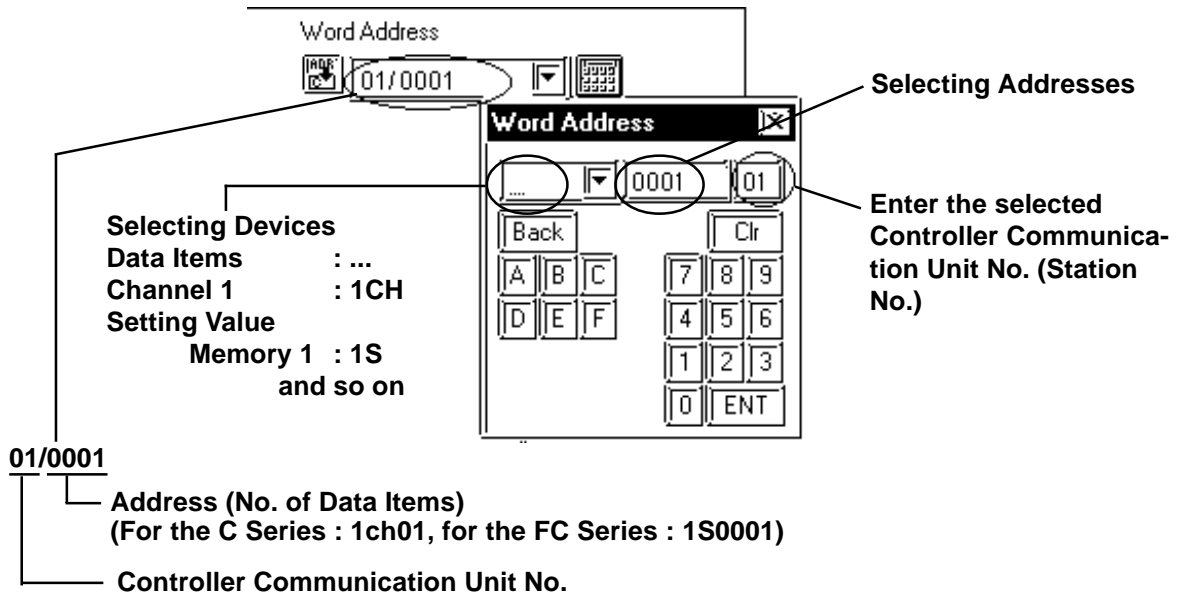 Word Address
ADR
C
01/0001
Selecting Addresses
Word Address
....
0001
01
Enter the selected
Controller Communica-
tion Unit No. (Station
No.)
Selecting Devices
Data Items : ...
Channel 1 : 1CH
Setting Value
Memory 1 : 1S
and so on
Back
Clr
A B C 7 8 9
D E F 4 5 6
1 2 3
0 ENT
01/0001
Address (No. of Data Items)
(For the C Series : 1ch01, for the FC Series : 1S0001)
Controller Communication Unit No.